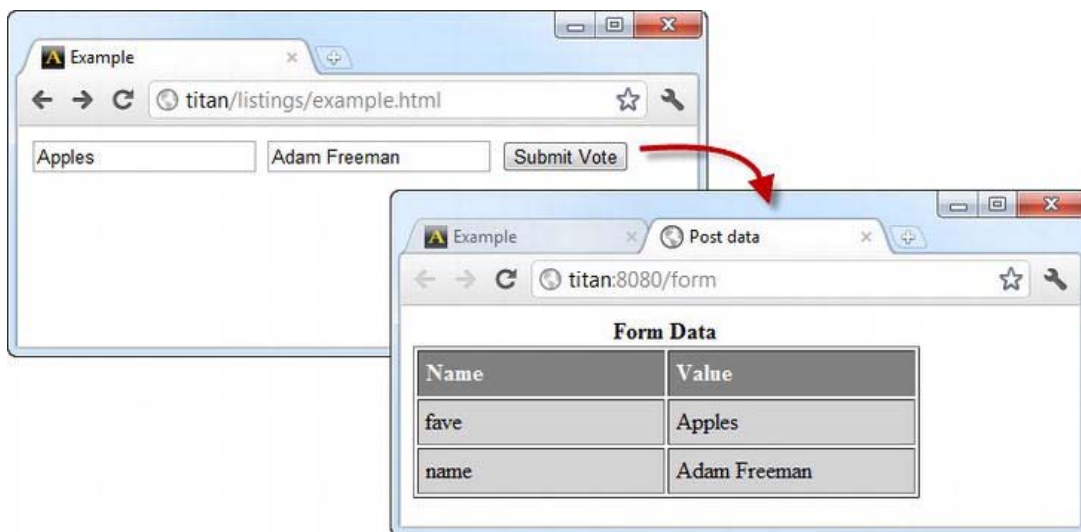 Example
titan/listings/example.html
Apples Adam Freeman Submit Vote
Example Post data
titan:8080/form
Form Data
Name Value
fave Apples
name Adam Freeman